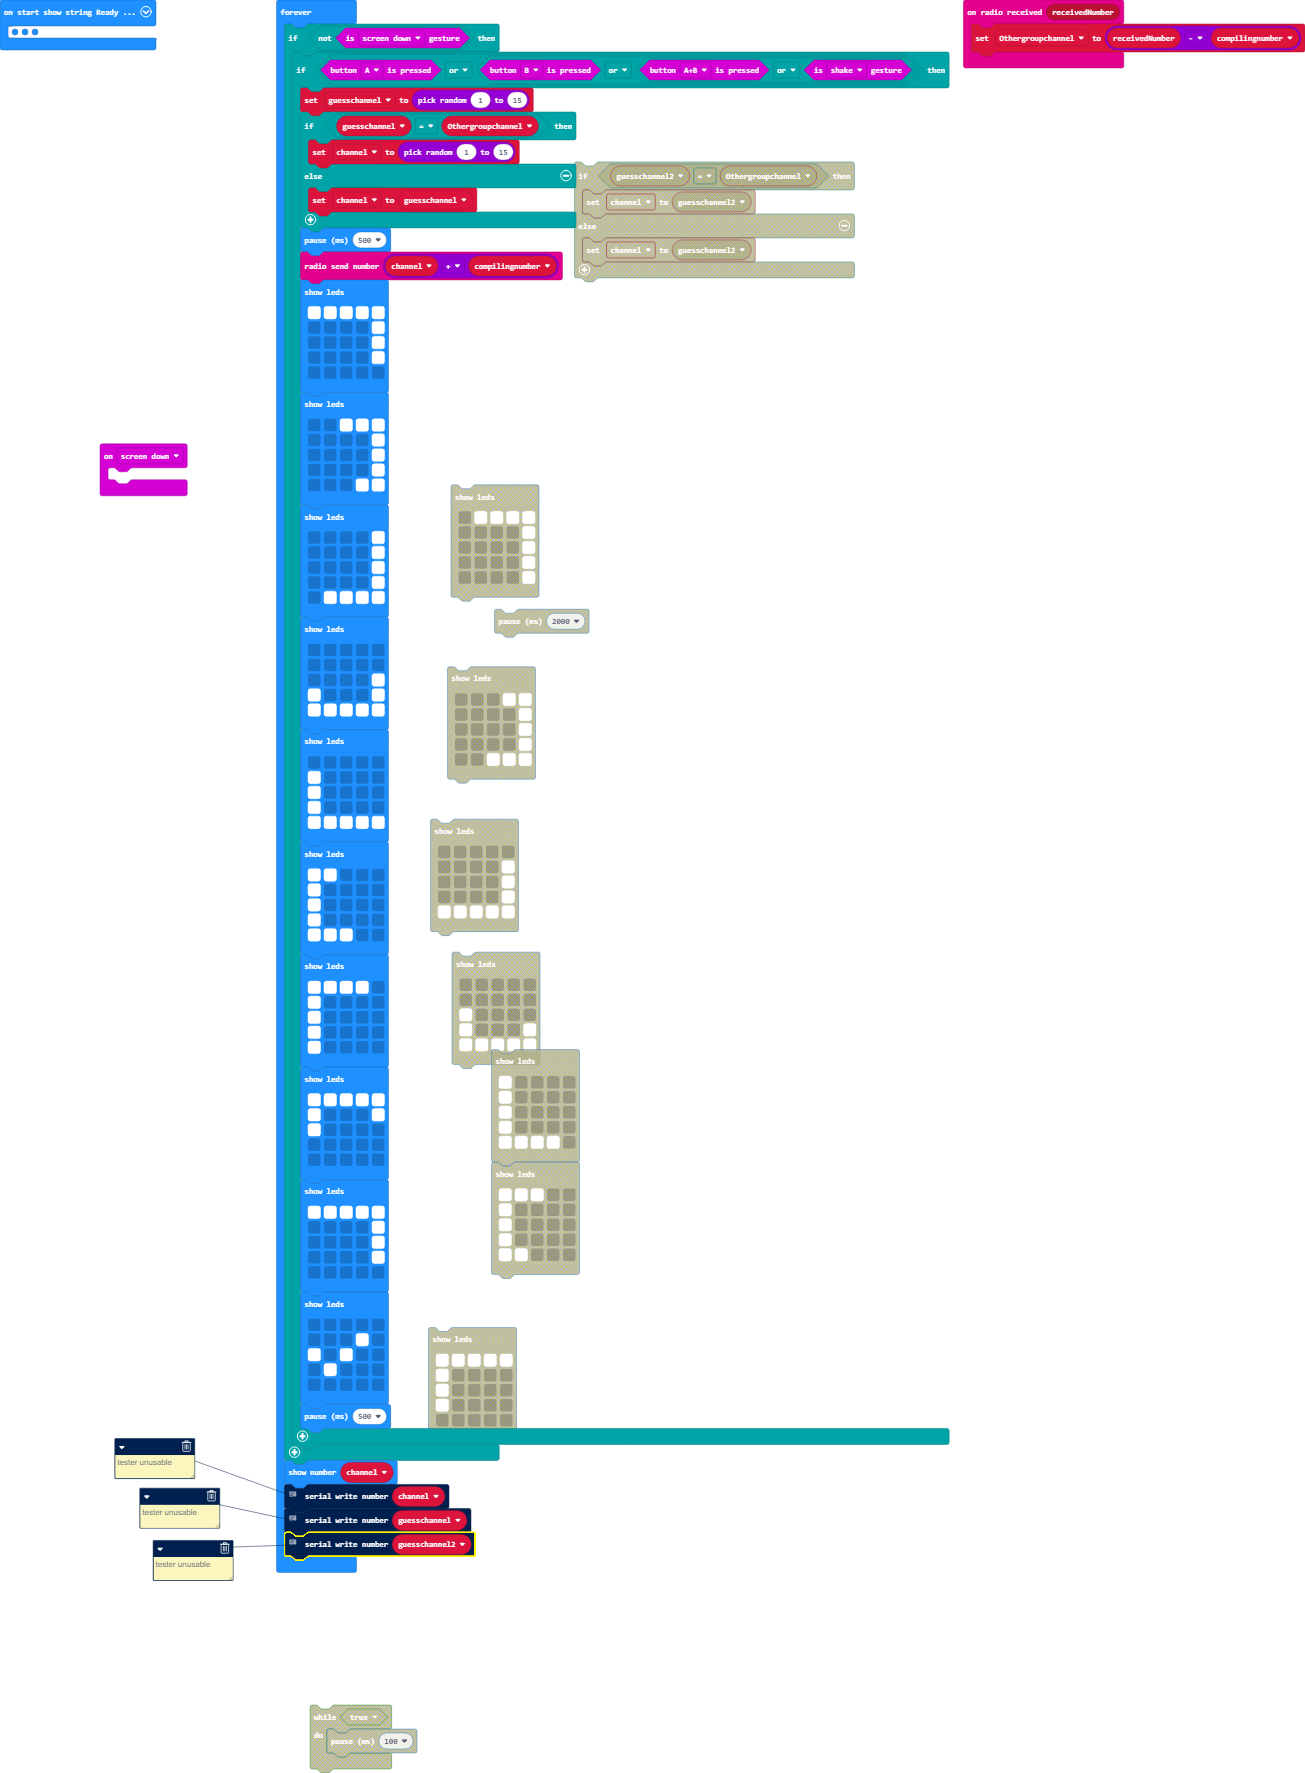 on start show string Ready ...
forever
if not is screen down gesture then
if button A is pressed or button B is pressed or button A+B is pressed or is shake gesture then
set guesschannel to pick random 1 to 15
if guesschannel = Othergroupchannel then
set channel to pick random 1 to 15
else
set channel to guesschannel
pause (ms) 500
radio send number channel + compilingnumber
show leds
show leds
show leds
show leds
show leds
show leds
show leds
show leds
show leds
show leds
pause (ms) 500
show number channel
serial write number channel
serial write number guesschannel
serial write number guesschannel2
on radio received receivedNumber
set Othergroupchannel to receivedNumber - compilingnumber
if guesschannel2 = Othergroupchannel then
set channel to guesschannel2
else
set channel to guesschannel2
on screen down
show leds
pause (ms) 2000
show leds
show leds
show leds
show leds
show leds
show leds
tester unusable
tester unusable
tester unusable
while true
do pause (ms) 100